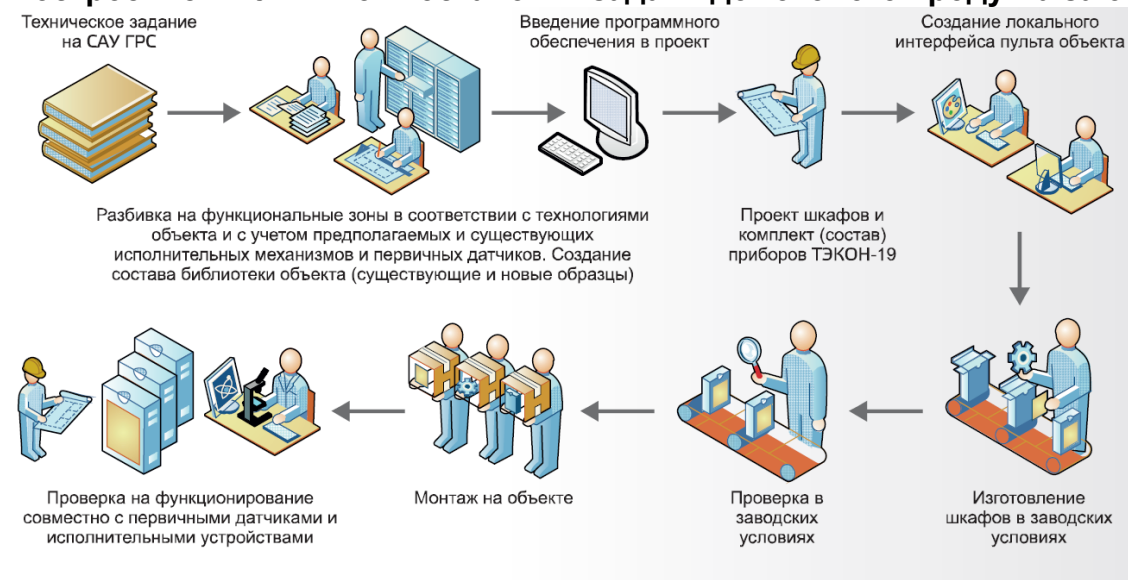 Техническое задание
на САУ ГРС
Введение программного
обеспечения в проект
Создание локального
интерфейса пульта объекта
Разбивка на функциональные зоны в соответствии с технологиями
объекта и с учетом предполагаемых и существующих
исполнительных механизмов и первичных датчиков. Создание
состава библиотеки объекта (существующие и новые образцы)
Проект шкафов и
комплект (состав)
приборов ТЭКОН-19
Проверка на функционирование
совместно с первичными датчиками и
исполнительными устройствами
Монтаж на объекте
Проверка в
заводских
условиях
Изготовление
шкафов в заводских
условиях